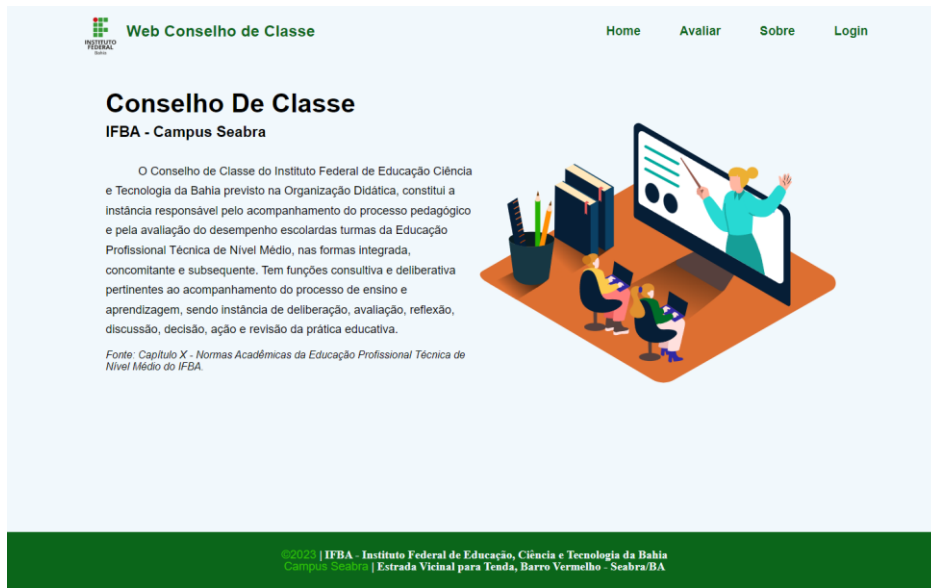 INSTITUTO
FEDERAL
Bahia
Web Conselho de Classe
Home Avaliar Sobre Login
Conselho De Classe
IFBA - Campus Seabra
O Conselho de Classe do Instituto Federal de Educação Ciência
e Tecnologia da Bahia previsto na Organização Didática, constitui a
instância responsável pelo acompanhamento do processo pedagógico
e pela avaliação do desempenho escolardas turmas da Educação
Profissional Técnica de Nível Médio, nas formas integrada,
concomitante e subsequente. Tem funções consultiva e deliberativa
pertinentes ao acompanhamento do processo de ensino e
aprendizagem, sendo instância de deliberação, avaliação, reflexão,
discussão, decisão, ação e revisão da prática educativa.
Fonte: Capítulo X - Normas Acadêmicas da Educação Profissional Técnica de
Nível Médio do IFBA.
©2023 | IFBA - Instituto Federal de Educação, Ciência e Tecnologia da Bahia
Campus Seabra | Estrada Vicinal para Tenda, Barro Vermelho - Seabra/BA